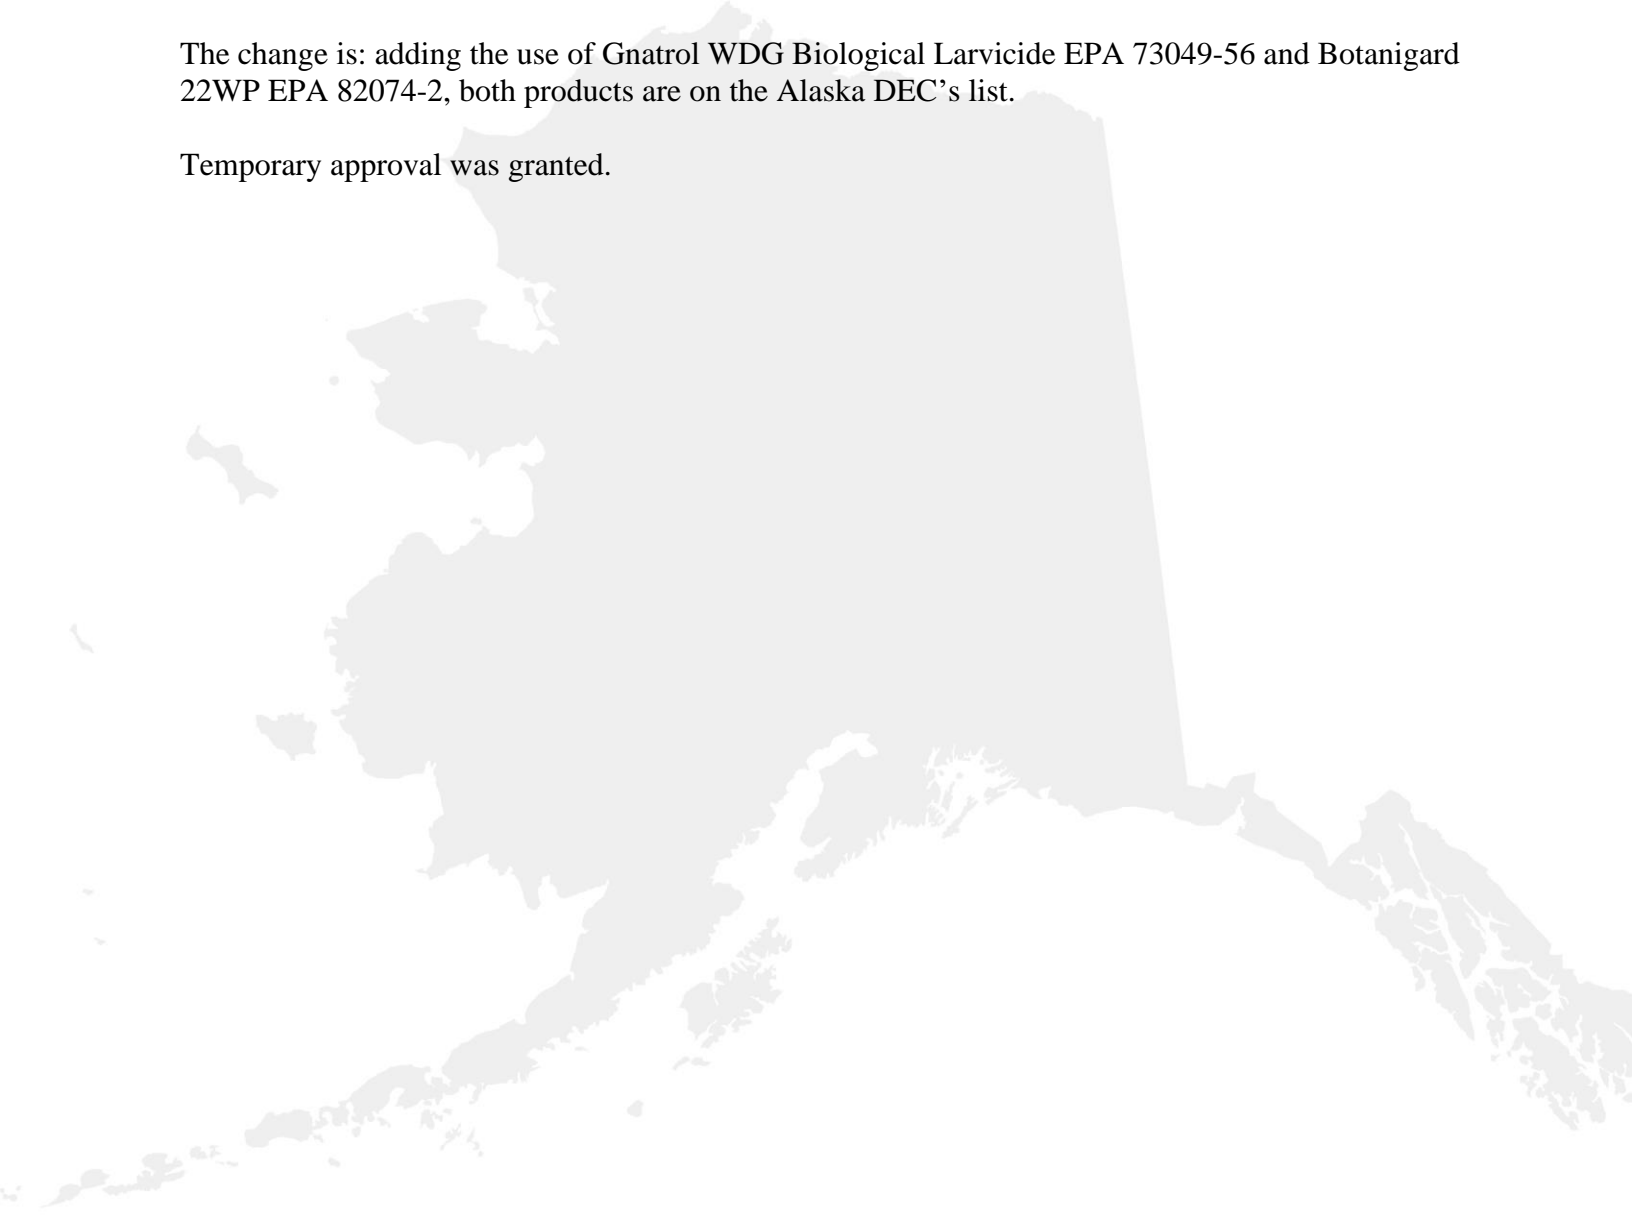 The change is: adding the use of Gnatrol WDG Biological Larvicide EPA 73049-56 and Botanigard
22WP EPA 82074-2, both products are on the Alaska DEC’s list.
Temporary approval was granted.